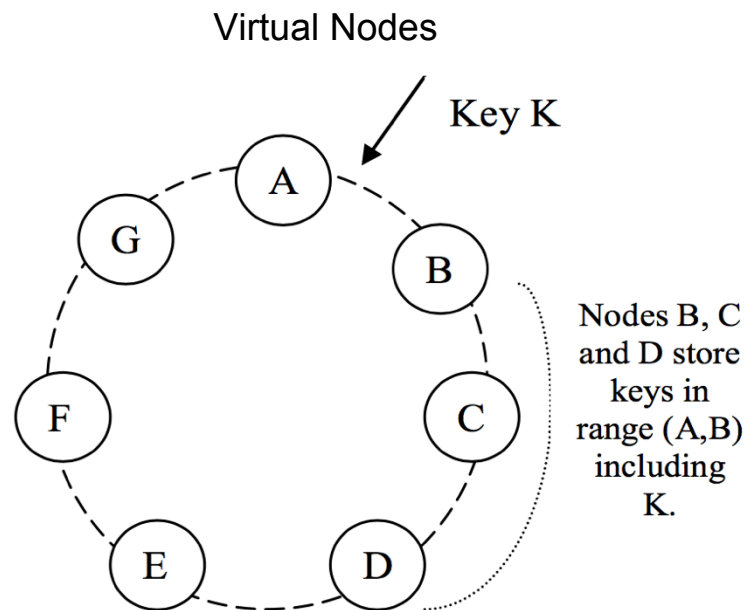 Virtual Nodes
Key K
A
G
B
F
C
E
D
Nodes B, C
and D store
keys in
range (A,B)
including
K.